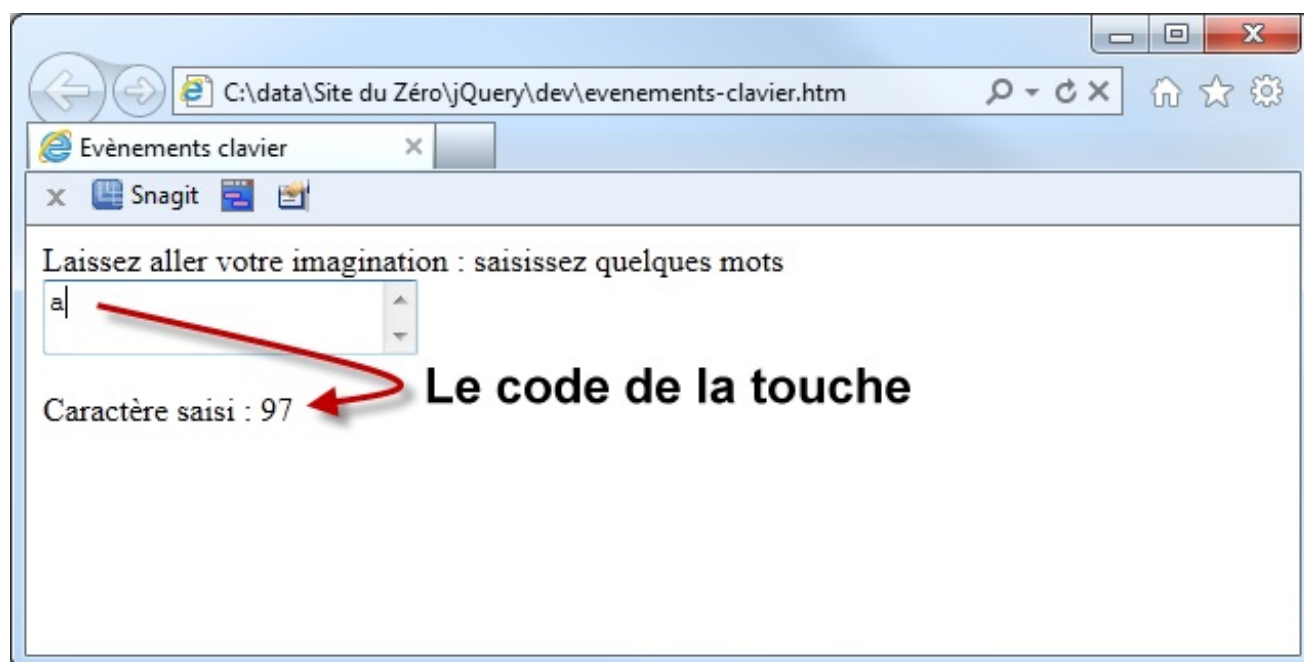 C:\data\Site du Zéro\jQuery\dev\evenements-clavier.htm
Evènements clavier
Snagit
Laissez aller votre imagination : saisissez quelques mots
a
Le code de la touche
Caractère saisi : 97